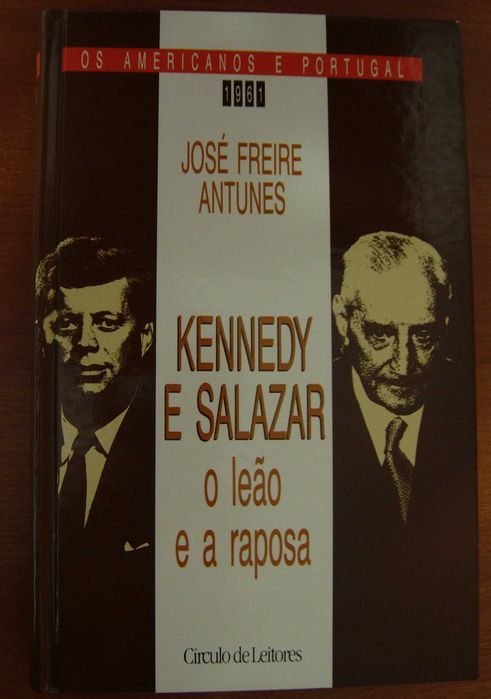 OS AMERICANOS E PORTUGAL
1961
JOSÉ FREIRE
ANTUNES
KENNEDY
E SALAZAR
o leão
e a raposa
Círculo de Leitores